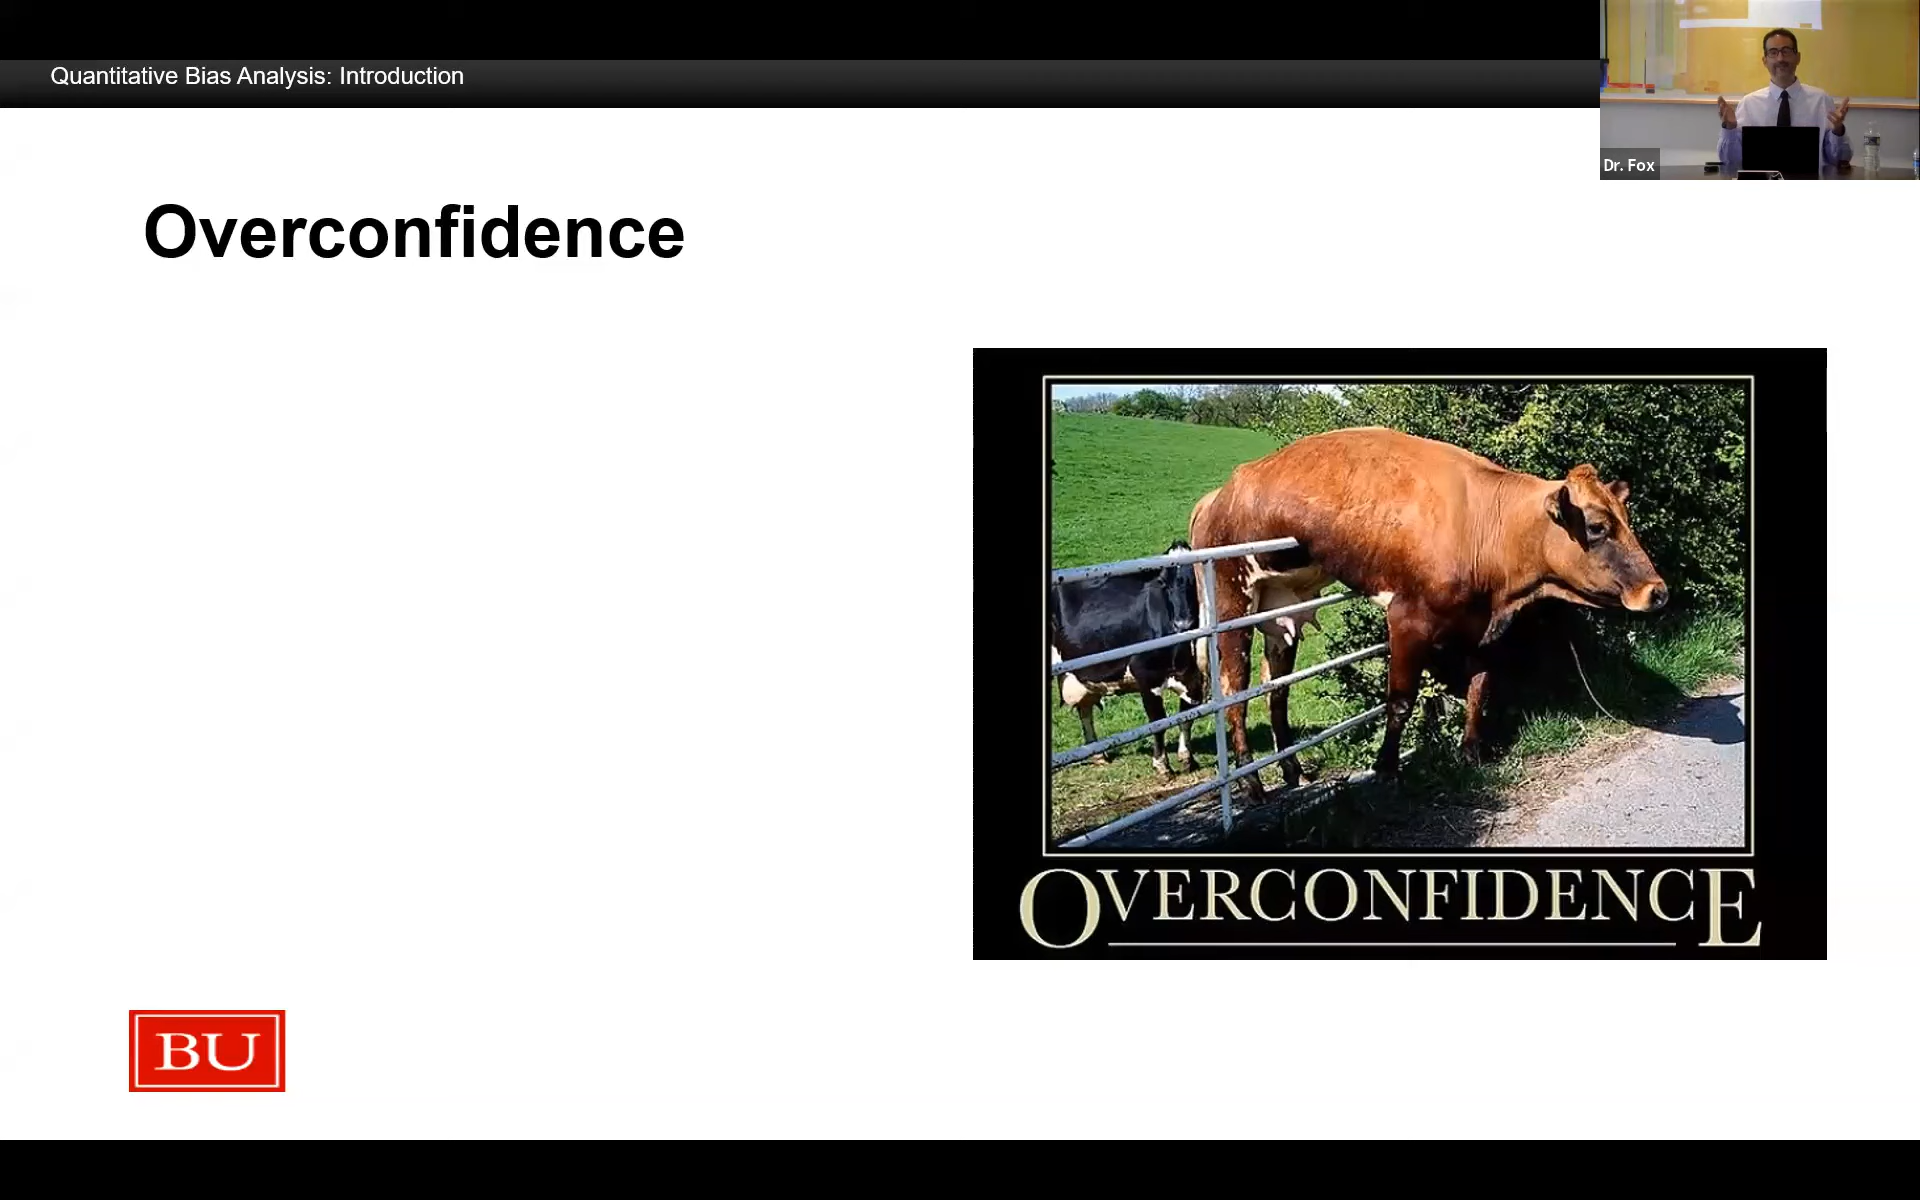 Quantitative Bias Analysis: Introduction
Dr. Fox
Overconfidence
OVERCONFIDENCE
BU